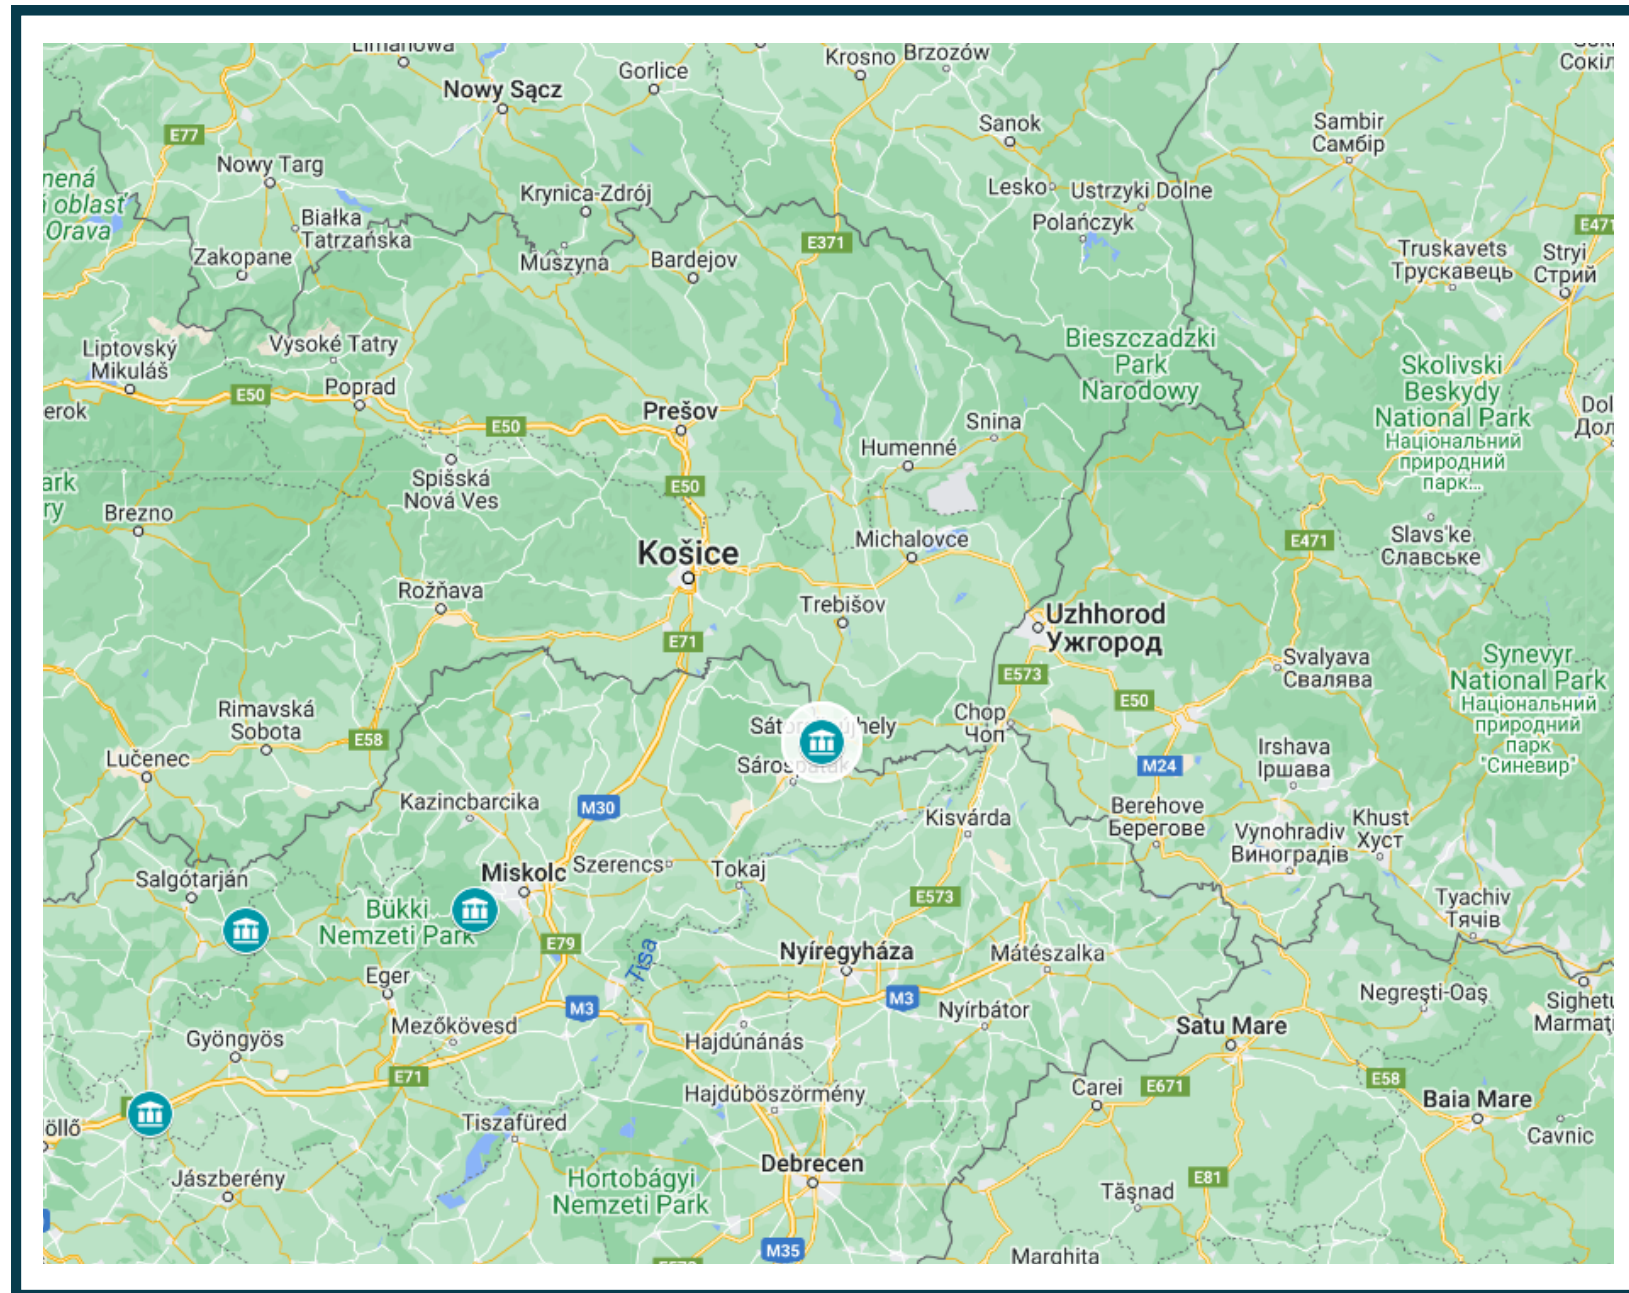 Limanowa
Krosno
Brzozów
Сокіл
Gorlice
Nowy Sącz
Sanok
Sambir
Самбір
E77
Nowy Targ
Lesko
Ustrzyki Dolne
Krynica-Zdrój
Polańczyk
E471
Białka
Tatrzańska
Orava
E371
Zakopane
Muszyna
Bardejov
Truskavets
Трускавець
Stryi
Стрий
Liptovský
Mikuláš
Vysoké Tatry
Bieszczadzki
Park
Narodowy
Skolivski
Beskydy
National Park
Національний
природний
парк...
E50
Poprad
E50
Prešov
Snina
Humenné
Spišská
Nová Ves
E50
Brezno
Košice
Michalovce
E471
Slavs'ke
Славське
Rožňava
Trebišov
Uzhhorod
Ужгород
E71
Svalyava
Свалява
Synevyr
National Park
Національний
природний
парк
"Синевир"
E573
E50
Rimavská
Sobota
Chop
Чоп
E58
Lučenec
Irshava
Іршава
M24
Kazincbarcika
M30
Kisvárda
Berehove
Берегове
Vynohradiv
Виноградів
Khust
Хуст
Salgótarján
Miskolc
Szerencs
Tokaj
E573
Tyachiv
Тячів
Bükki
Nemzeti Park
E79
Tisa
Nyíregyháza
Mátészalka
Eger
M3
M3
Negrești-Oaș
Nyírbátor
Gyöngyös
Mezőkövesd
Hajdúnánás
Satu Mare
E71
Hajdúböszörmény
Carei
E671
E58
Baia Mare
Tiszafüred
Cavnic
Debrecen
Jászberény
Hortobágyi
Nemzeti Park
Tășnad
E81
M35
Marghita